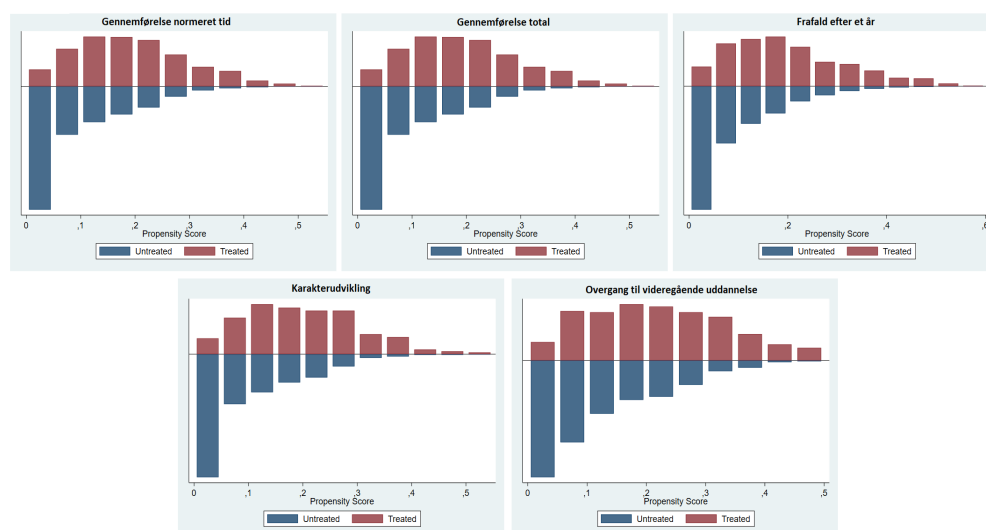 Gennemførelse normeret tid
0 ,1 ,2 ,3 ,4 ,5
Propensity Score
Untreated Treated
Gennemførelse total
0 ,1 ,2 ,3 ,4 ,5
Propensity Score
Untreated Treated
Frafald efter et år
0 ,2 ,4 ,6
Propensity Score
Untreated Treated
Karakterudvikling
0 ,1 ,2 ,3 ,4 ,5
Propensity Score
Untreated Treated
Overgang til videregående uddannelse
0 ,1 ,2 ,3 ,4 ,5
Propensity Score
Untreated Treated